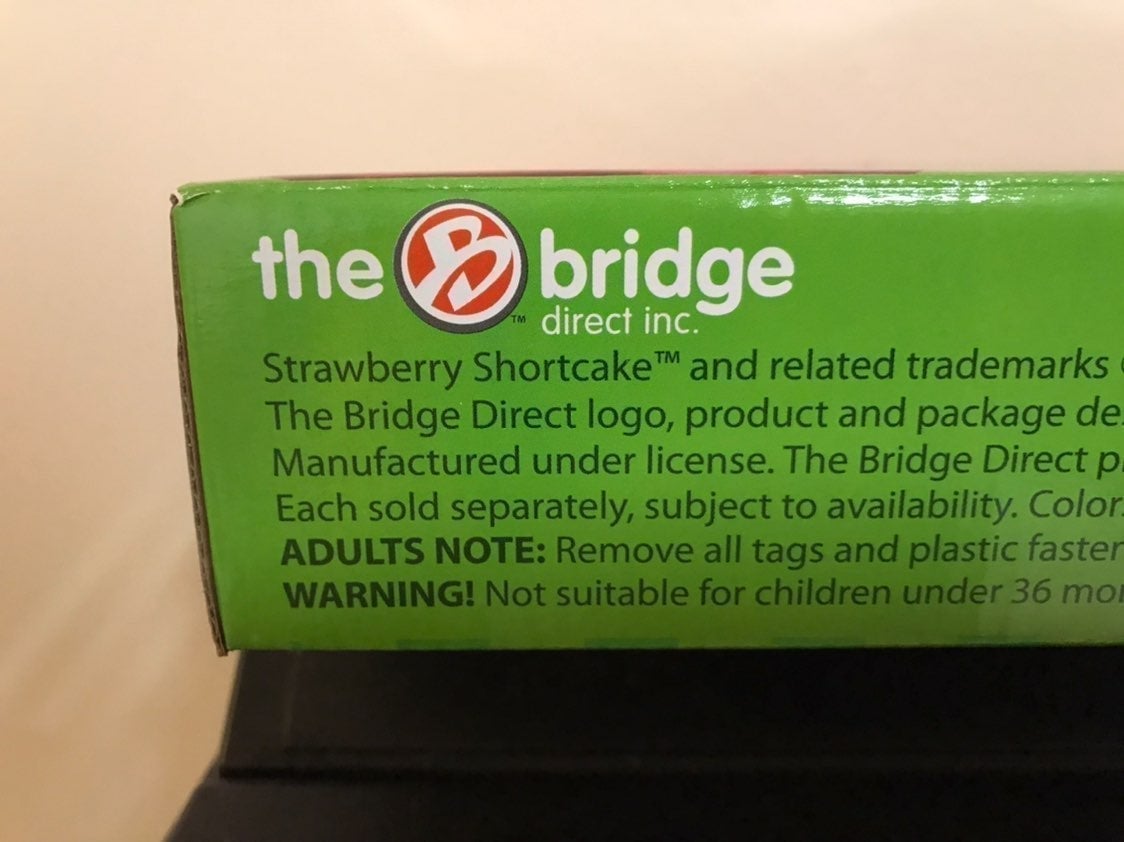 the B bridge
TM direct inc.
Strawberry Shortcake™ and related trademarks
The Bridge Direct logo, product and package
Manufactured under license. The Bridge Direct
Each sold separately, subject to availability.
ADULTS NOTE: Remove all tags and plastic
WARNING! Not suitable for children under 36